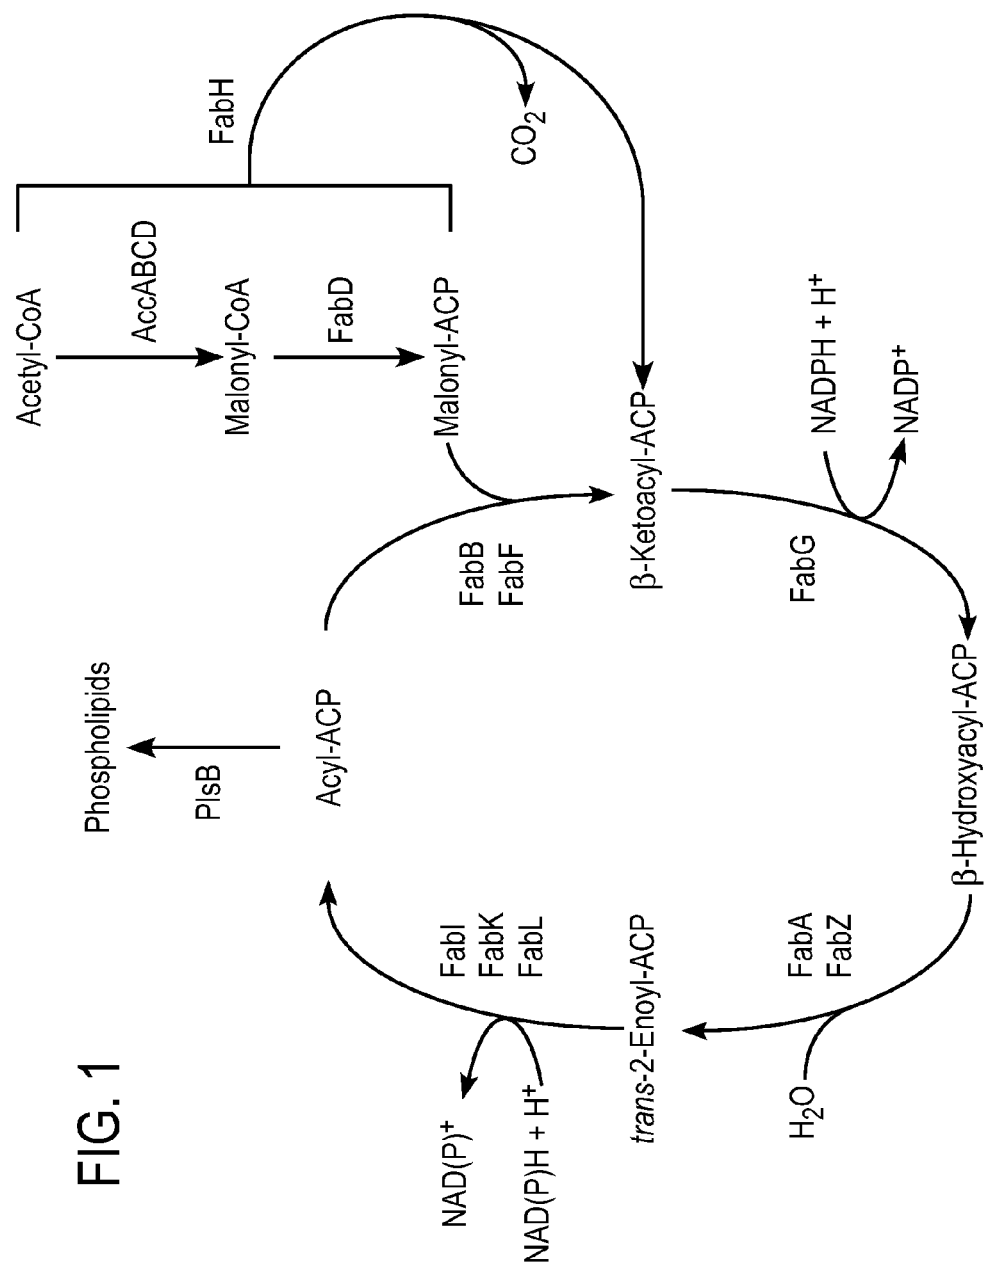 FIG. 1
Acetyl-CoA
AccABCD
Malonyl-CoA
FabD
Malonyl-ACP
FabH
CO2
Phospholipids
PlsB
Acyl-ACP
FabB
FabF
β-Ketoacyl-ACP
NADPH + H+
NADP+
FabG
β-Hydroxyacyl-ACP
FabA
FabZ
H2O
trans-2-Enoyl-ACP
FabI
FabK
FabL
NAD(P)+
NAD(P)H + H+